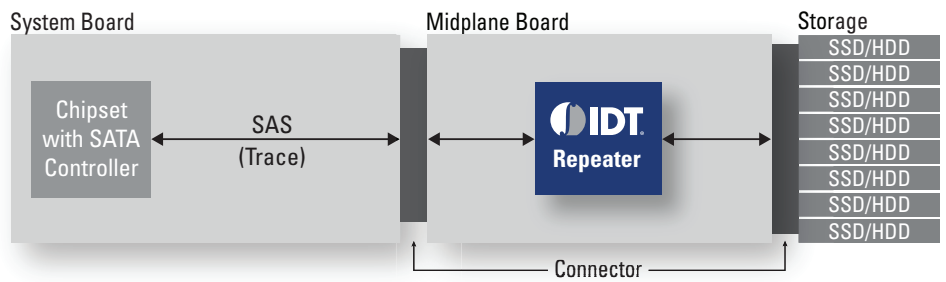 System Board
Midplane Board
Storage
Chipset
with SATA
Controller
SAS
(Trace)
IDT.
Repeater
SSD/HDD
SSD/HDD
SSD/HDD
SSD/HDD
SSD/HDD
SSD/HDD
SSD/HDD
SSD/HDD
Connector